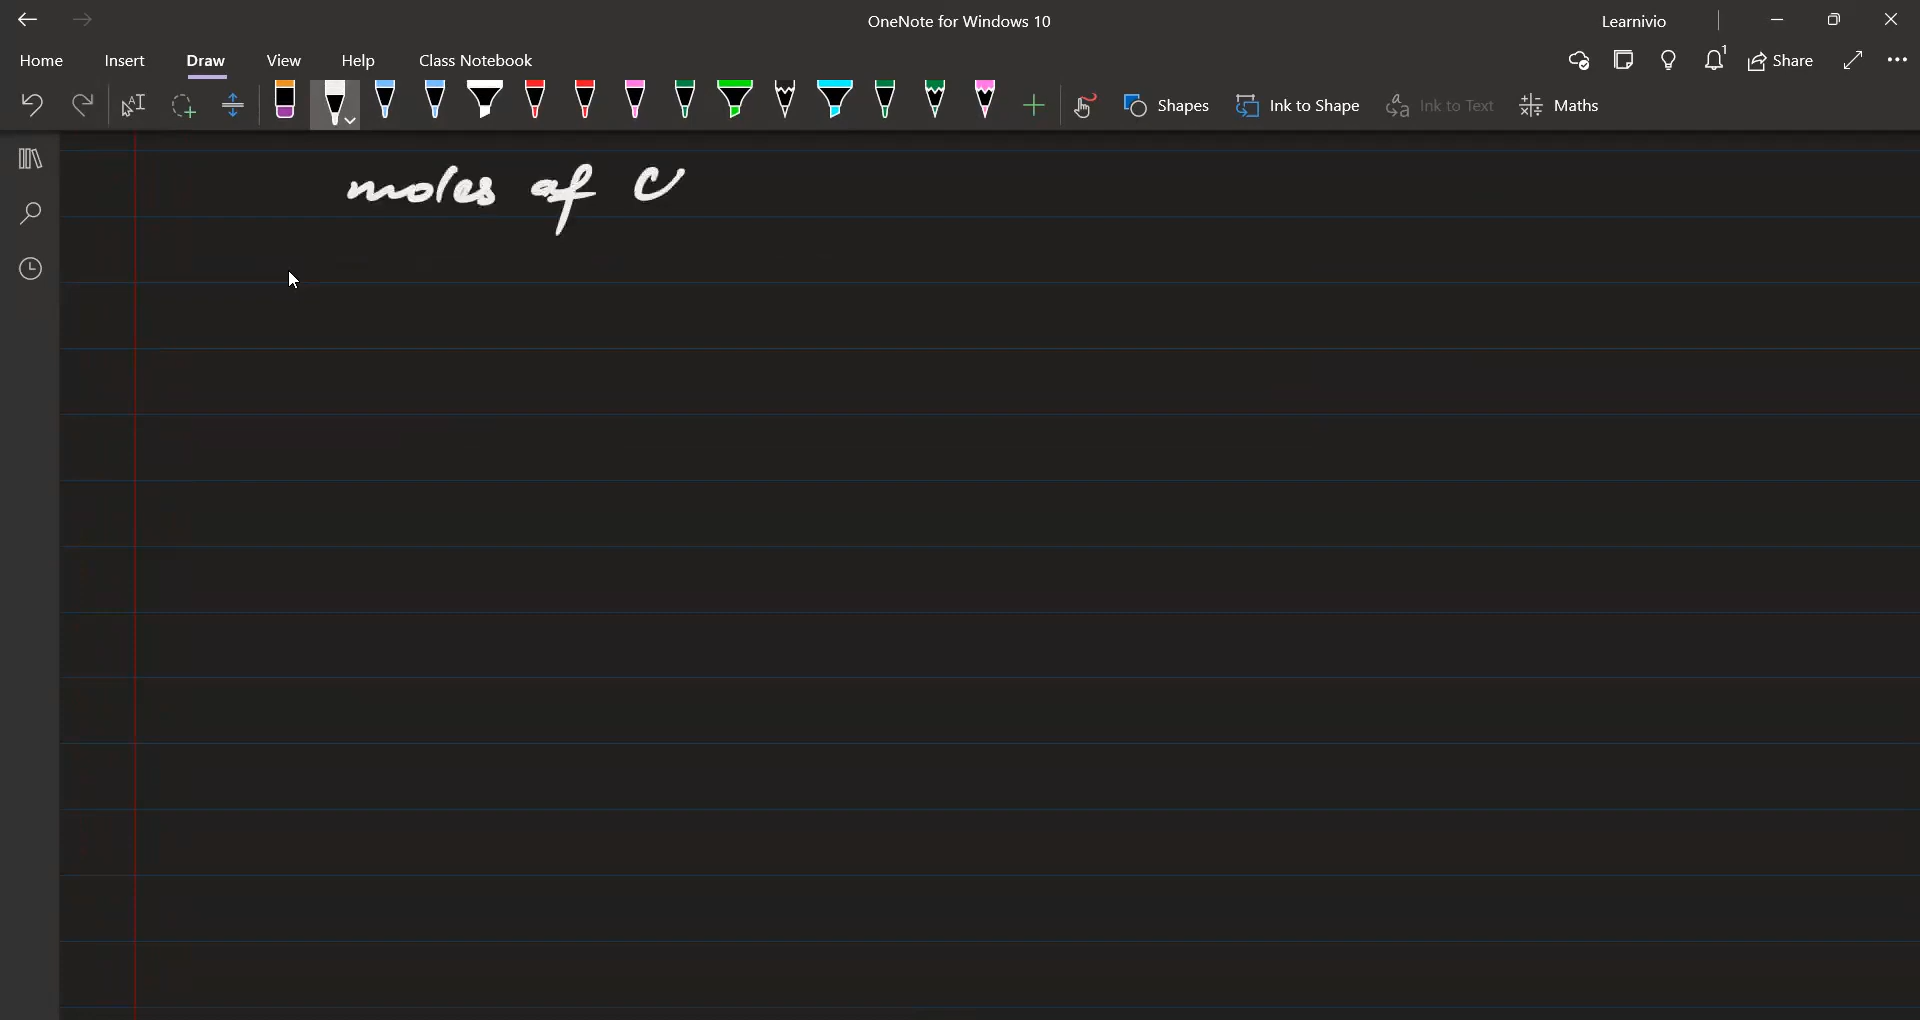 OneNote for Windows 10 Learnivio
Home Insert Draw View Help Class Notebook 1 Share
Shapes Ink to Shape Ink to Text Maths
moles of C